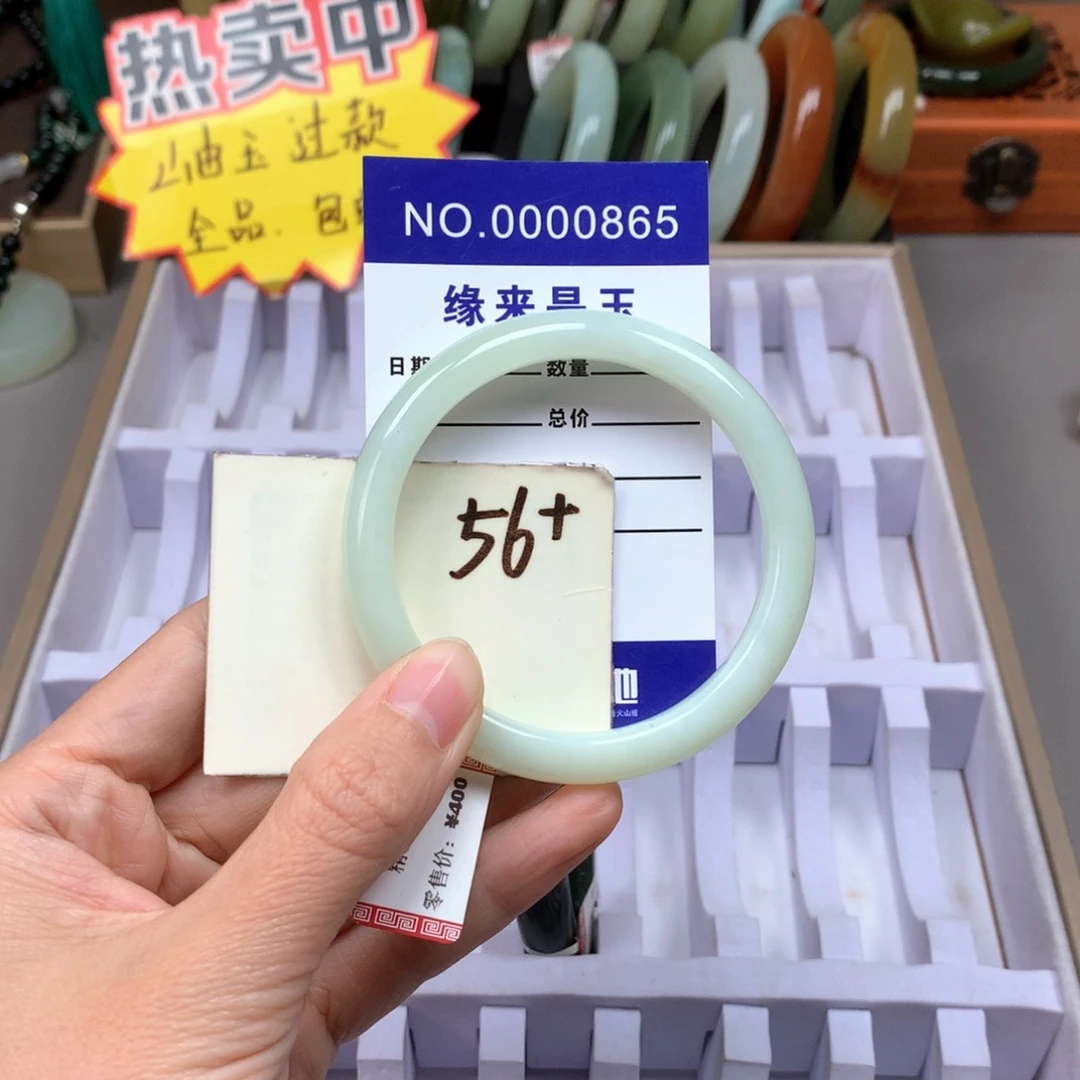 热卖中
山油玉过款
全品.包
NO.0000865
缘来是玉
日期
数量
总价
56+
零售价：¥400